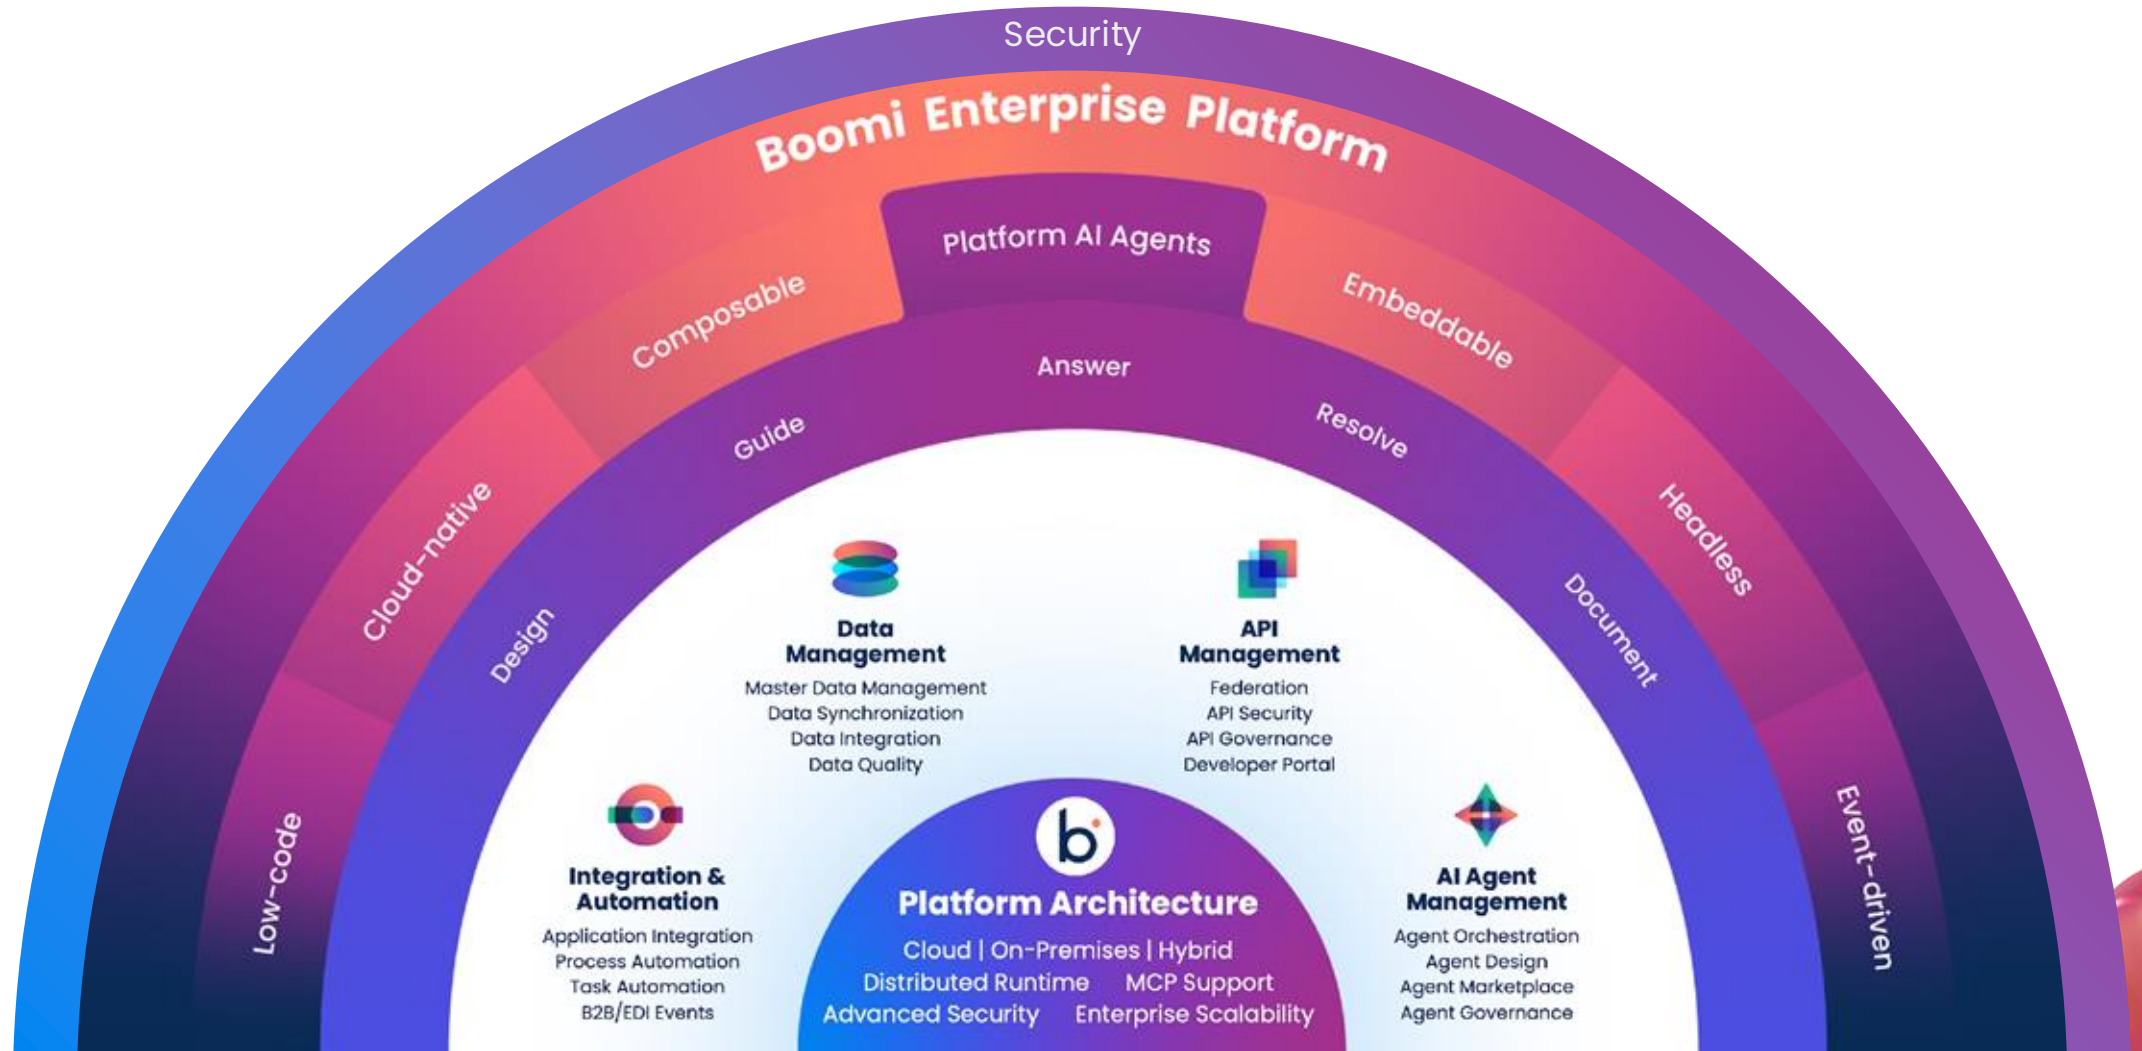 Security
Boomi Enterprise Platform
Platform AI Agents
Low-code
Cloud-native
Composable
Embeddable
Headless
Event-driven
Design
Guide
Answer
Resolve
Document
Data
Management
Master Data Management
Data Synchronization
Data Integration
Data Quality
API
Management
Federation
API Security
API Governance
Developer Portal
Integration &
Automation
Application Integration
Process Automation
Task Automation
B2B/EDI Events
AI Agent
Management
Agent Orchestration
Agent Design
Agent Marketplace
Agent Governance
b
Platform Architecture
Cloud | On-Premises | Hybrid
Distributed Runtime MCP Support
Advanced Security Enterprise Scalability